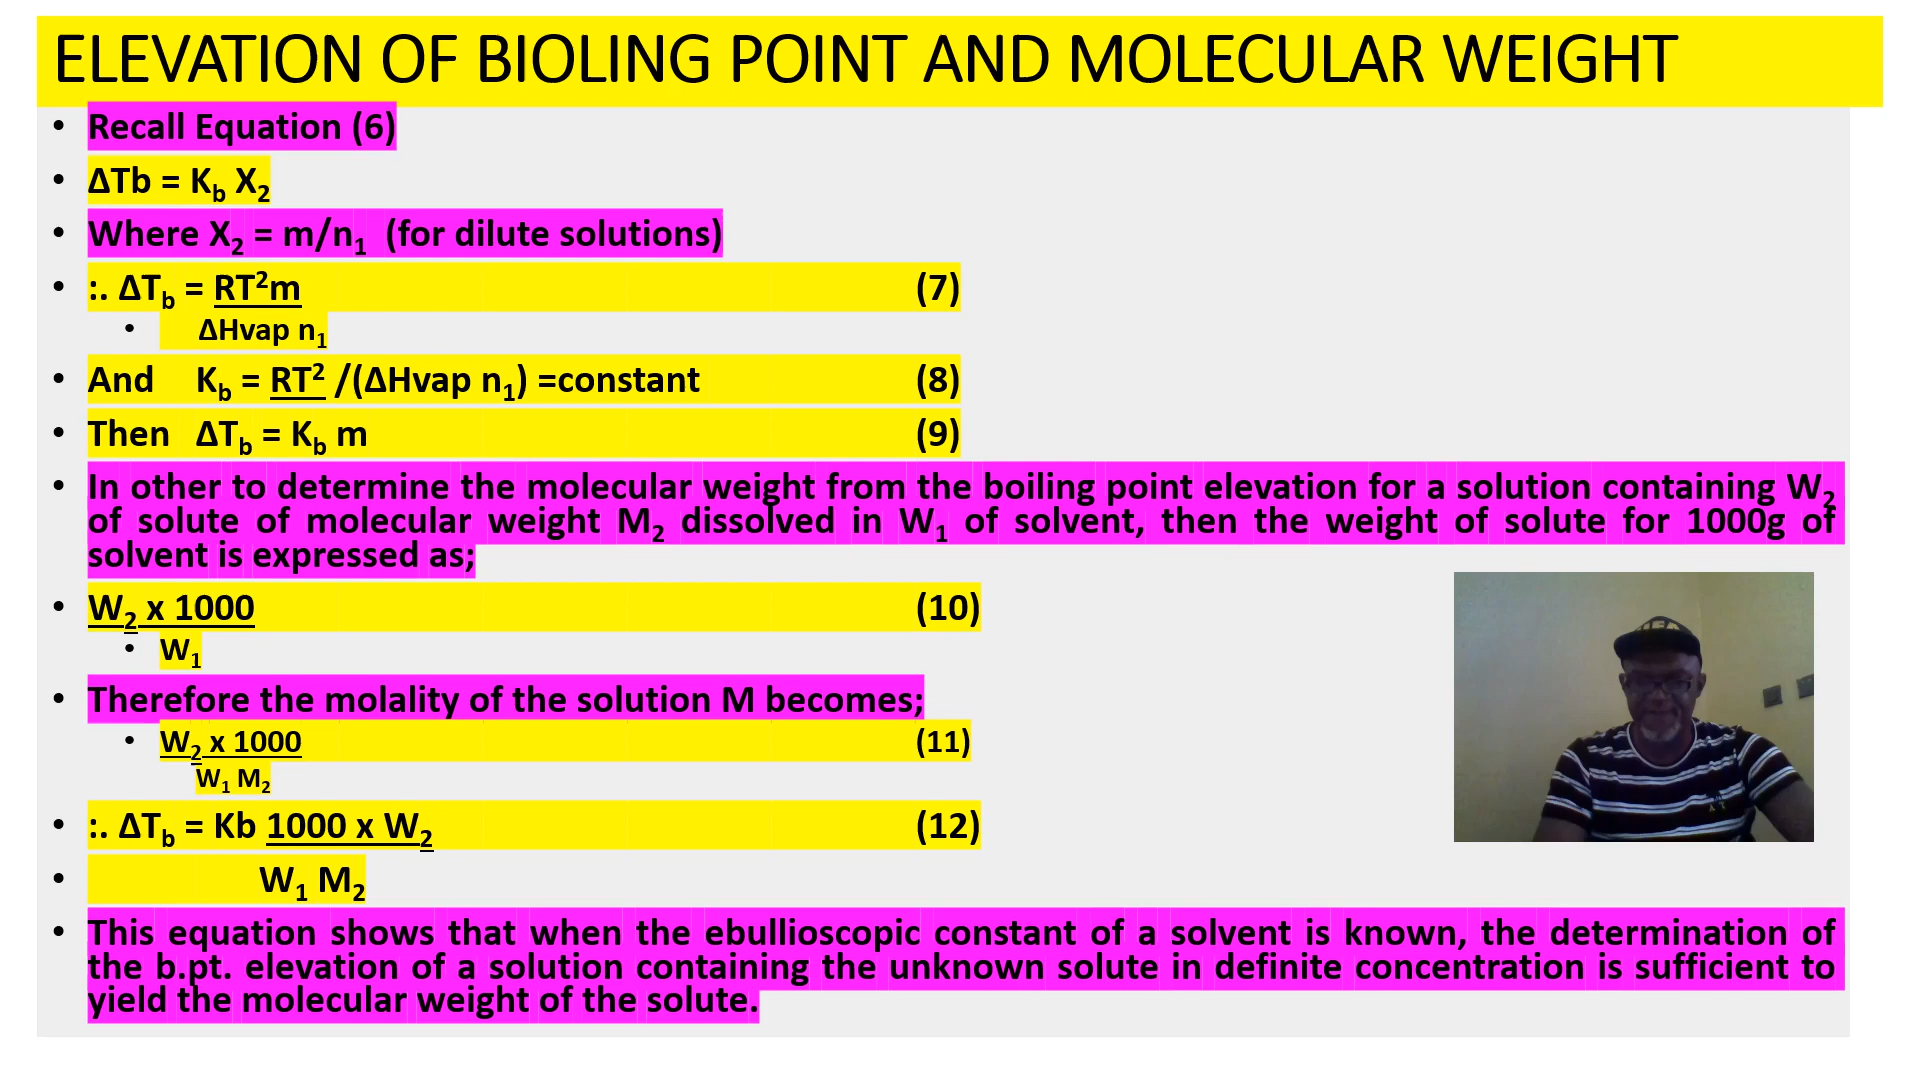 ELEVATION OF BIOLING POINT AND MOLECULAR WEIGHT
• Recall Equation (6)
• ΔTb = K_b X₂
• Where X₂ = m/n₁ (for dilute solutions)
• :. ΔT_b = RT²m (7)
• ΔHvap n₁
• And K_b = RT² /(ΔHvap n₁) =constant (8)
• Then ΔT_b = K_b m (9)
• In other to determine the molecular weight from the boiling point elevation for a solution containing W₂
of solute of molecular weight M₂ dissolved in W₁ of solvent, then the weight of solute for 1000g of
solvent is expressed as;
• W₂ x 1000 (10)
• W₁
• Therefore the molality of the solution M becomes;
• W₂ x 1000 (11)
W₁ M₂
• :. ΔT_b = Kb 1000 x W₂ (12)
• W₁ M₂
• This equation shows that when the ebullioscopic constant of a solvent is known, the determination of
the b.pt. elevation of a solution containing the unknown solute in definite concentration is sufficient to
yield the molecular weight of the solute.